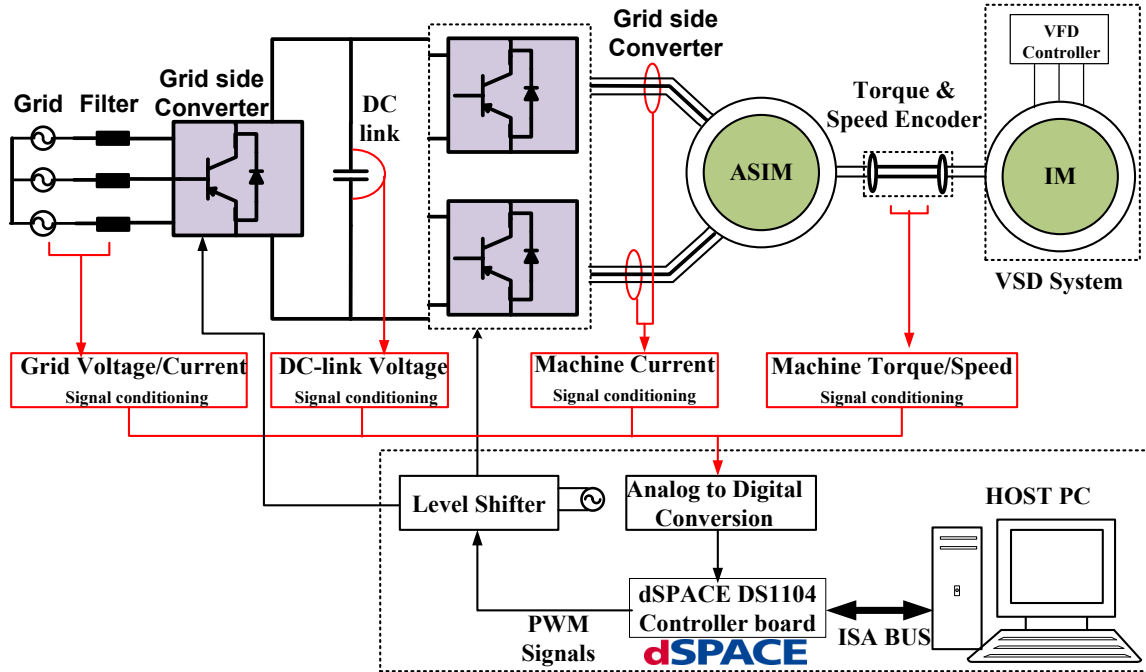 Grid
Filter
Grid side
Converter
DC
link
Grid side
Converter
ASIM
Torque &
Speed Encoder
VFD
Controller
IM
VSD System
Grid Voltage/Current
Signal conditioning
DC-link Voltage
Signal conditioning
Machine Current
Signal conditioning
Machine Torque/Speed
Signal conditioning
Level Shifter
Analog to Digital
Conversion
HOST PC
dSPACE DS1104
Controller board
dSPACE
PWM
Signals
ISA BUS